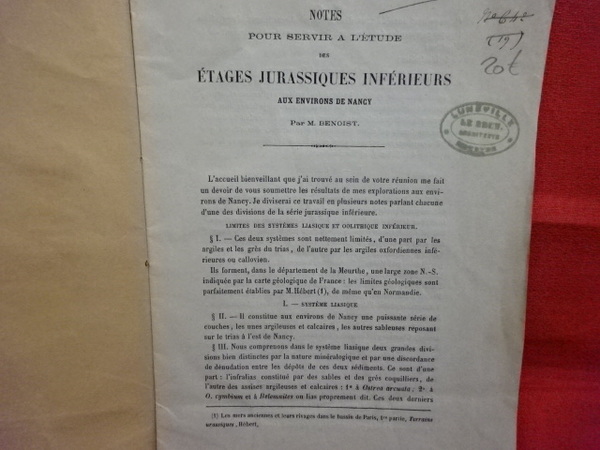 NOTES
POUR SERVIR A L'ÉTUDE
DES
ÉTAGES JURASSIQUES INFÉRIEURS
AUX ENVIRONS DE NANCY
Par M. BENOIST.
(19)
20€
LUNÉVILLE
ARCHITECTE
L'accueil bienveillant que j'ai trouvé au sein de votre réunion me fait
un devoir de vous soumettre les résultats de mes explorations aux envi-
rons de Nancy. Je diviserai ce travail en plusieurs notes parlant chacune
d'une des divisions de la série jurassique inférieure.
LIMITES DES SYSTÈMES LIASIQUE ET OOLITHIQUE INFÉRIEUR.
§ I. — Ces deux systèmes sont nettement limités, d'une part par les
argiles et les grès du trias, de l'autre par les argiles oxfordiennes infé-
rieures ou callovien.
Ils forment, dans le département de la Meurthe, une large zone N.-S.
indiquée par la carte géologique de France : les limites géologiques sont
parfaitement établies par M. Hébert (1), de même qu'en Normandie.
I. — SYSTÈME LIASIQUE
§ II. — Il constitue aux environs de Nancy une puissante série de
couches, les unes argileuses et calcaires, les autres sableuses reposant
sur le trias à l'est de Nancy.
§ III. Nous comprenons dans le système liasique deux grandes divi-
sions bien distinctes par la nature minéralogique et par une discordance
de dénudation entre les dépôts de ces deux sédiments. Ce sont d'une
part : l'infralias constitué par des sables et des grès coquilliers, de
l'autre des assises argileuses et calcaires : 1° à Ostrea arcuata, 2° à
O. cymbium et à Belemnites ou lias proprement dit. Ces deux derniers
(1) Les mers anciennes et leurs rivages dans le bassin de Paris, 1re partie, Terrains
Hébert,